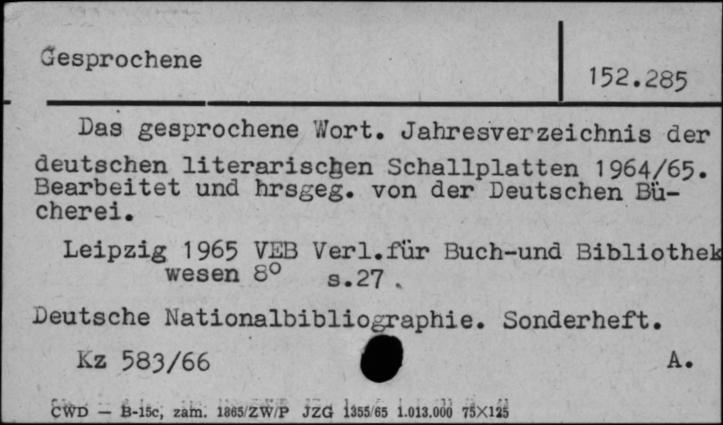 Gesprochene
152.285
Das gesprochene Wort. Jahresverzeichnis der
deutschen literarischen Schallplatten 1964/65.
Bearbeitet und hrsgeg. von der Deutschen Bü-
cherei.
Leipzig 1965 VEB Verl.für Buch-und Bibliothek
wesen 8° s.27.
Deutsche Nationalbibliographie. Sonderheft.
Kz 583/66 A.
CWD — B-15c, zam. 1865/ZW/P JZG 1355/65 1.013.000 75X125